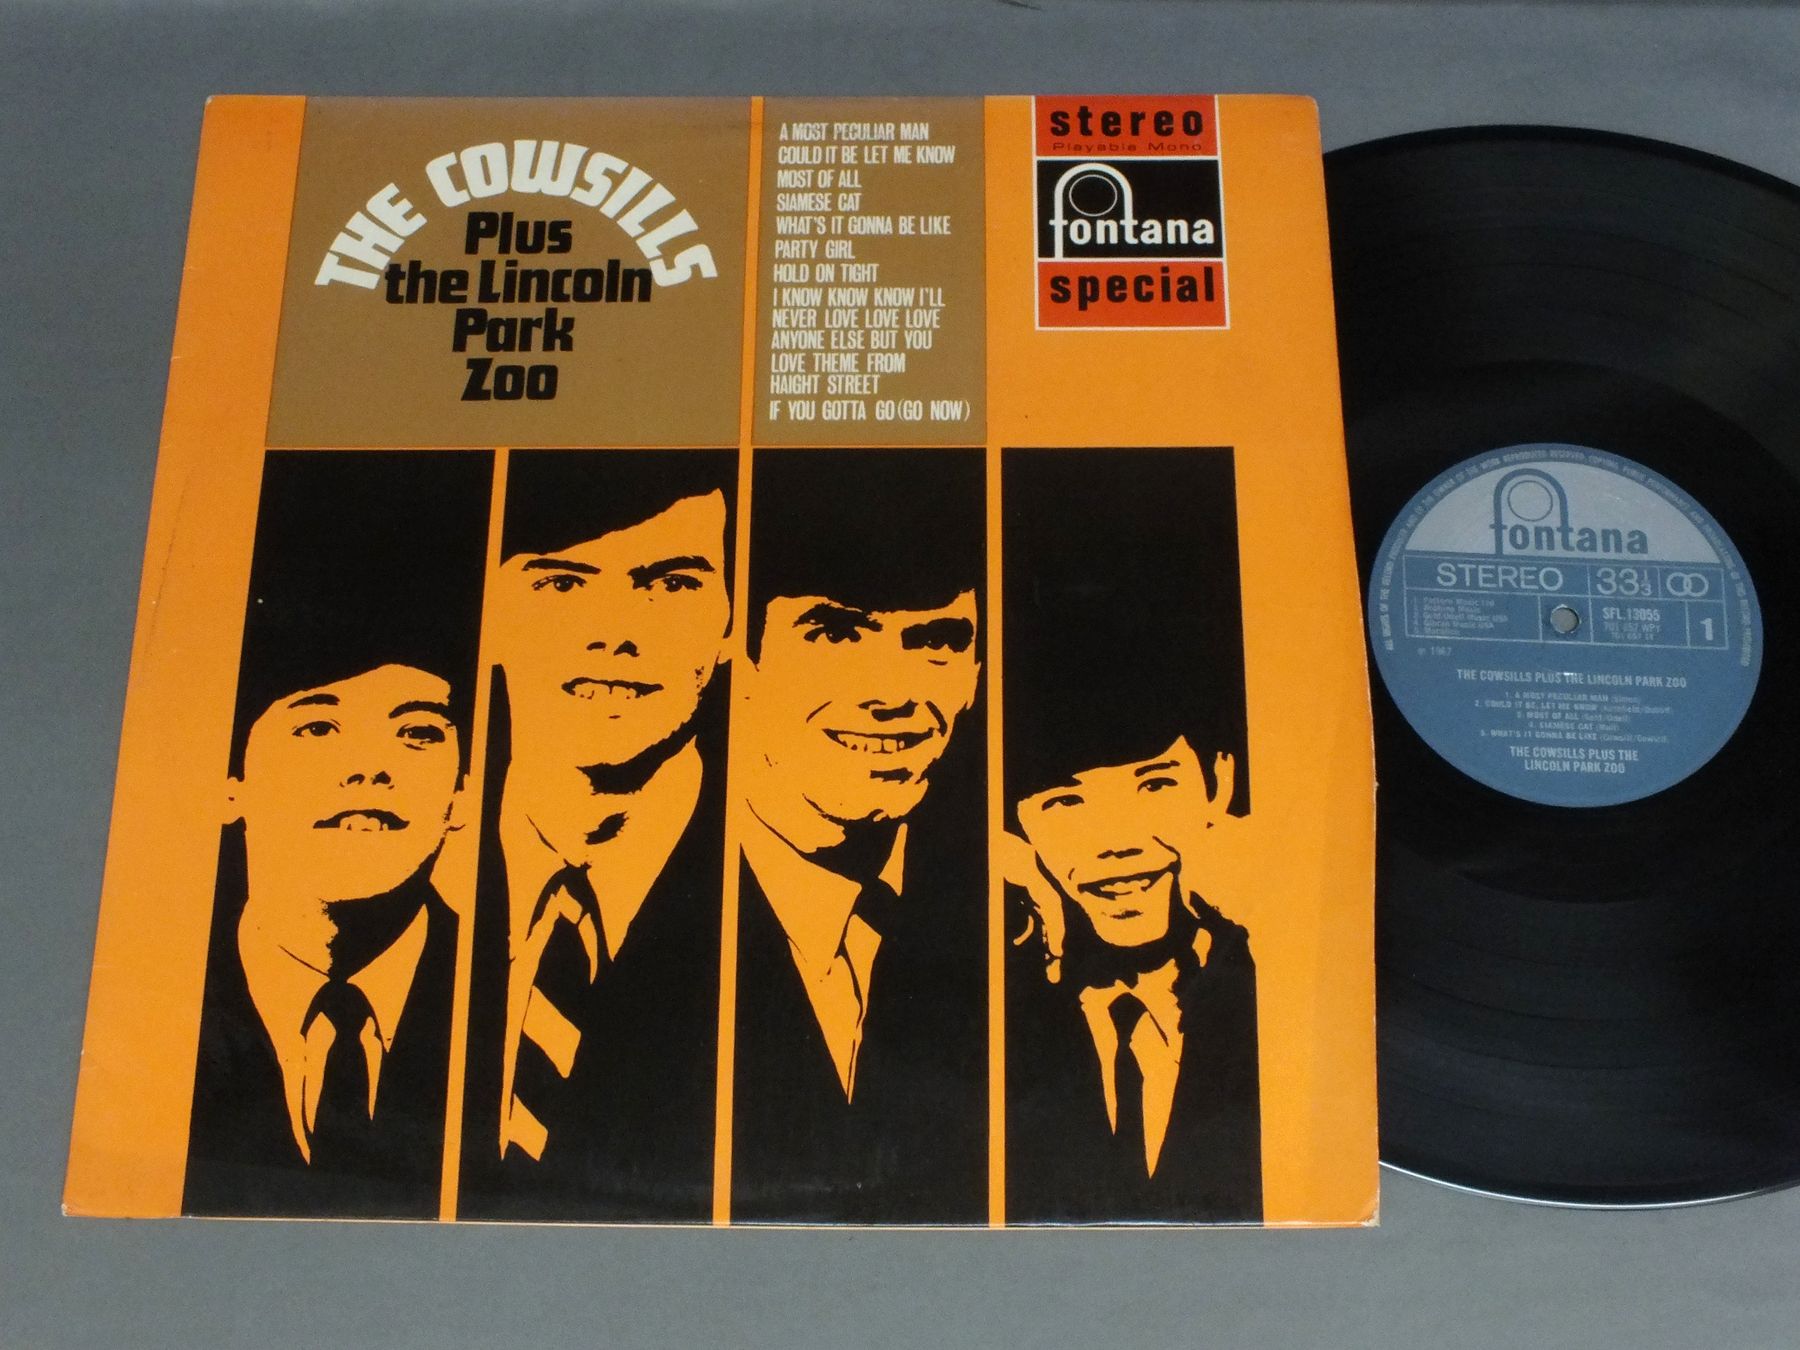 THE COWSILLS
Plus
the Lincoln
Park
Zoo
A MOST PECULIAR MAN
COULD IT BE LET ME KNOW
MOST OF ALL
SIAMESE CAT
WHAT'S IT GONNA BE LIKE
PARTY GIRL
HOLD ON TIGHT
I KNOW KNOW KNOW I'LL
NEVER LOVE LOVE LOVE
ANYONE ELSE BUT YOU
LOVE THEME FROM
HAIGHT STREET
IF YOU GOTTA GO (GO NOW)
stereo
Playable Mono
fontana
special
fontana
STEREO
33 1/3
SFL.13055
1
℗ 1967
THE COWSILLS PLUS THE LINCOLN PARK ZOO
1. A MOST PECULIAR MAN (Simon)
2. COULD IT BE, LET ME KNOW
3. MOST OF ALL
4. SIAMESE CAT
5. WHAT'S IT GONNA BE LIKE
THE COWSILLS PLUS THE
LINCOLN PARK ZOO